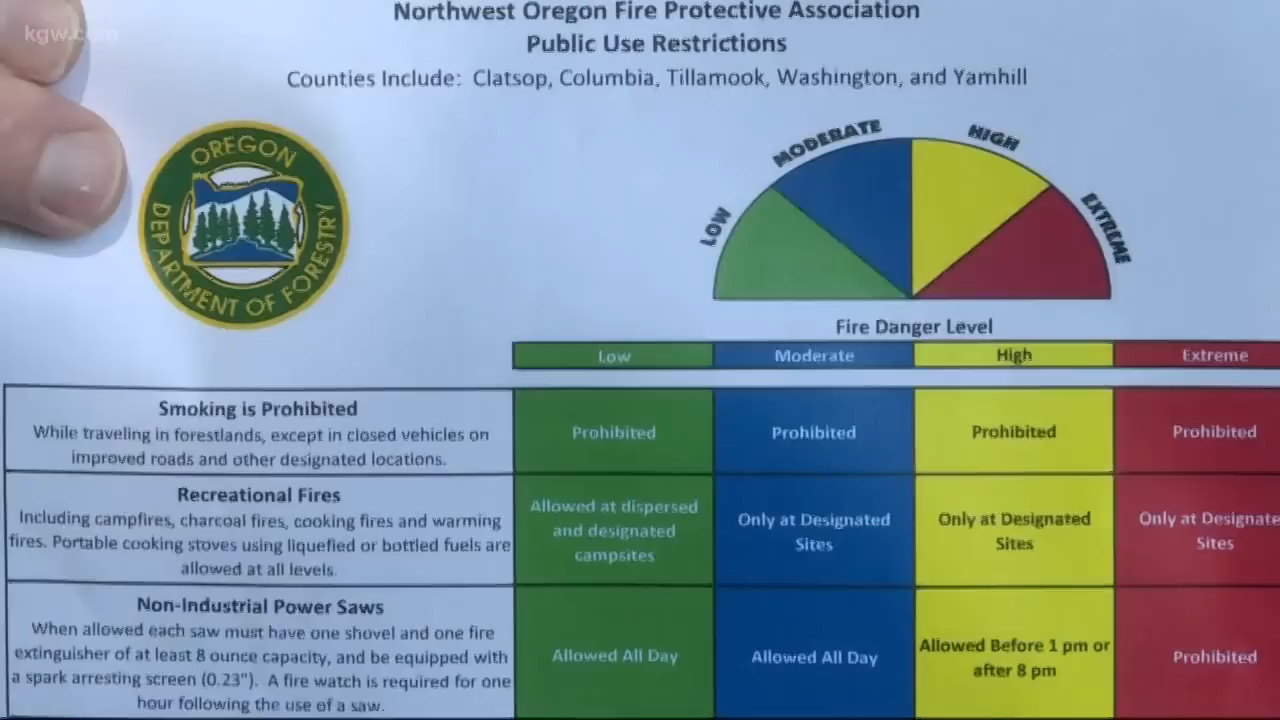 kgw.com
Northwest Oregon Fire Protective Association
Public Use Restrictions
Counties Include: Clatsop, Columbia, Tillamook, Washington, and Yamhill
OREGON
DEPARTMENT OF FORESTRY
LOW
MODERATE
HIGH
EXTREME
Fire Danger Level
Low
Moderate
High
Extreme
Smoking is Prohibited
While traveling in forestlands, except in closed vehicles on
improved roads and other designated locations.
Prohibited
Prohibited
Prohibited
Prohibited
Recreational Fires
Including campfires, charcoal fires, cooking fires and warming
fires. Portable cooking stoves using liquefied or bottled fuels are
allowed at all levels.
Allowed at dispersed
and designated
campsites
Only at Designated
Sites
Only at Designated
Sites
Only at Designate
Sites
Non-Industrial Power Saws
When allowed each saw must have one shovel and one fire
extinguisher of at least 8 ounce capacity, and be equipped with
a spark arresting screen (0.23"). A fire watch is required for one
hour following the use of a saw.
Allowed All Day
Allowed All Day
Allowed Before 1 pm or
after 8 pm
Prohibited